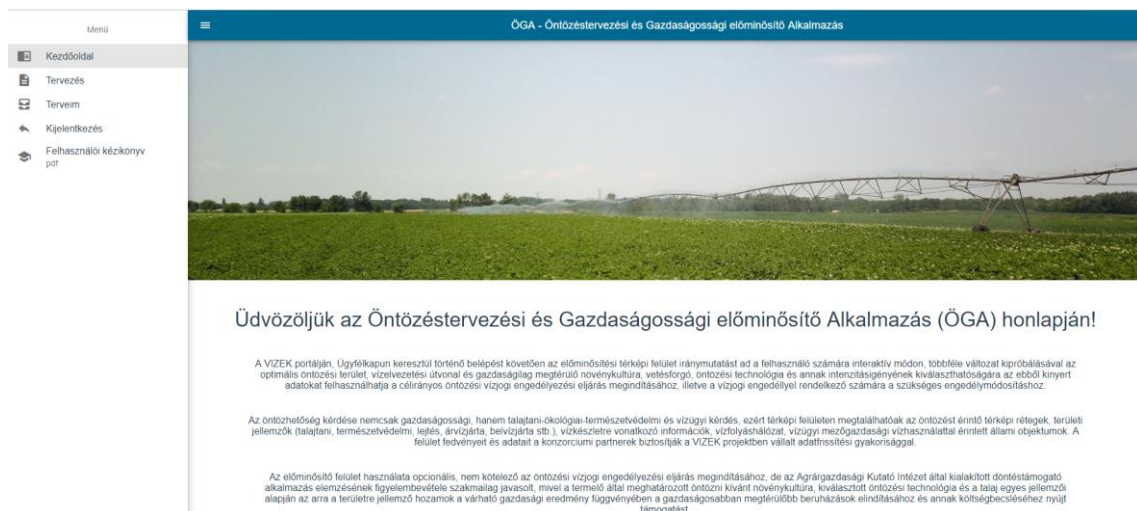 Menü
Kezdőoldal
Tervezés
Terveim
Kijelentkezés
Felhasználói kézikönyv
pdf
ÖGA - Öntözéstervezési és Gazdaságossági előminősítő Alkalmazás
Üdvözöljük az Öntözéstervezési és Gazdaságossági előminősítő Alkalmazás (ÖGA) honlapján!
A VIZEK portálján, Ügyfélkapun keresztül történő belépést követően az előminősítési térképi felület iránymutatást ad a felhasználó számára interaktív módon, többféle változat kipróbálásával az
optimális öntözési terület, vízelvezetési útvonal és gazdaságilag megtérülő növénykultúra, vetésforgó, öntözési technológia és annak intenzitásigényének kiválaszthatóságára az ebből kinyert
adatokat felhasználhatja a célirányos öntözési vízjogi engedélyezési eljárás megindításához, illetve a vízjogi engedéllyel rendelkező számára a szükséges engedélymódosításhoz.
Az öntözhetőség kérdése nemcsak gazdaságossági, hanem talajtani-ökológiai-természetvédelmi és vízügyi kérdés, ezért térképi felületen megtalálhatóak az öntözést érintő térképi rétegek, területi
jellemzők (talajtani, természetvédelmi, lejtés, árvízjárta, belvízjárta stb.), vízkészletre vonatkozó információk, vízfolyáshálózat, vízügyi mezőgazdasági vízhasználattal érintett állami objektumok. A
felület fedvényeit és adatait a konzorciumi partnerek biztosítják a VIZEK projektben vállalt adatfrissítési gyakorisággal.
Az előminősítő felület használata opcionális, nem kötelező az öntözési vízjogi engedélyezési eljárás megindításához, de az Agrárgazdasági Kutató Intézet által kialakított döntéstámogató
alkalmazás elemzésének figyelembevétele szakmailag javasolt, mivel a termelő által meghatározott öntözni kívánt növénykultúra, kiválasztott öntözési technológia és a talaj egyes jellemzői
alapján az arra a területre jellemző hozamok a várható gazdasági eredmény függvényében a gazdaságosabban megtérülőbb beruházások elindításához és annak költségbecsléséhez nyújt
támogatást